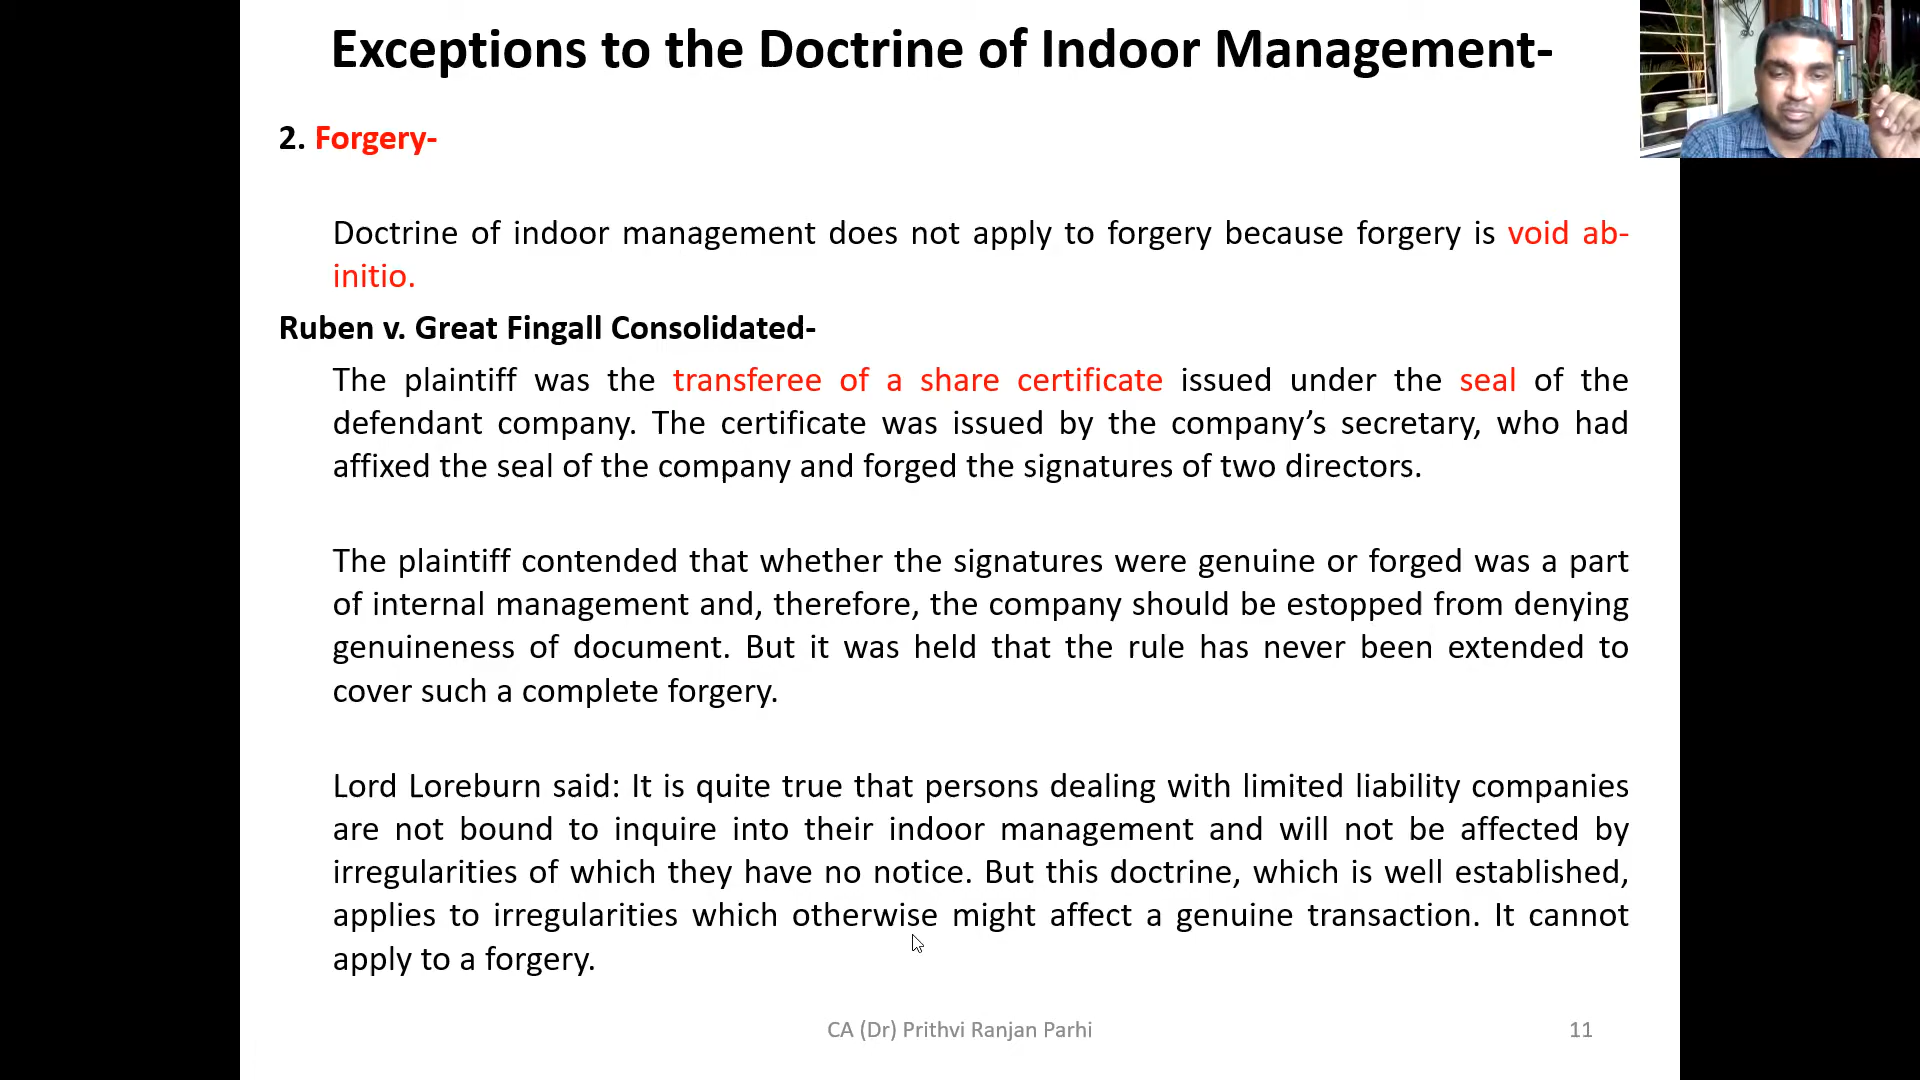 Exceptions to the Doctrine of Indoor Management-
2. Forgery-
Doctrine of indoor management does not apply to forgery because forgery is void ab-
initio.
Ruben v. Great Fingall Consolidated-
The plaintiff was the transferee of a share certificate issued under the seal of the
defendant company. The certificate was issued by the company’s secretary, who had
affixed the seal of the company and forged the signatures of two directors.
The plaintiff contended that whether the signatures were genuine or forged was a part
of internal management and, therefore, the company should be estopped from denying
genuineness of document. But it was held that the rule has never been extended to
cover such a complete forgery.
Lord Loreburn said: It is quite true that persons dealing with limited liability companies
are not bound to inquire into their indoor management and will not be affected by
irregularities of which they have no notice. But this doctrine, which is well established,
applies to irregularities which otherwise might affect a genuine transaction. It cannot
apply to a forgery.
CA (Dr) Prithvi Ranjan Parhi
11